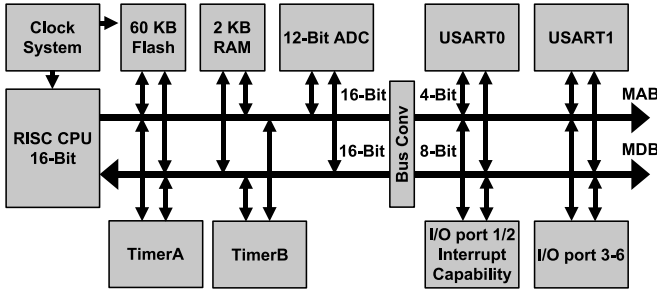 Clock
System
60 KB
Flash
2 KB
RAM
12-Bit ADC
USART0
USART1
16-Bit
4-Bit
MAB
RISC CPU
16-Bit
Bus Conv
16-Bit
8-Bit
MDB
TimerA
TimerB
I/O port 1/2
Interrupt
Capability
I/O port 3-6